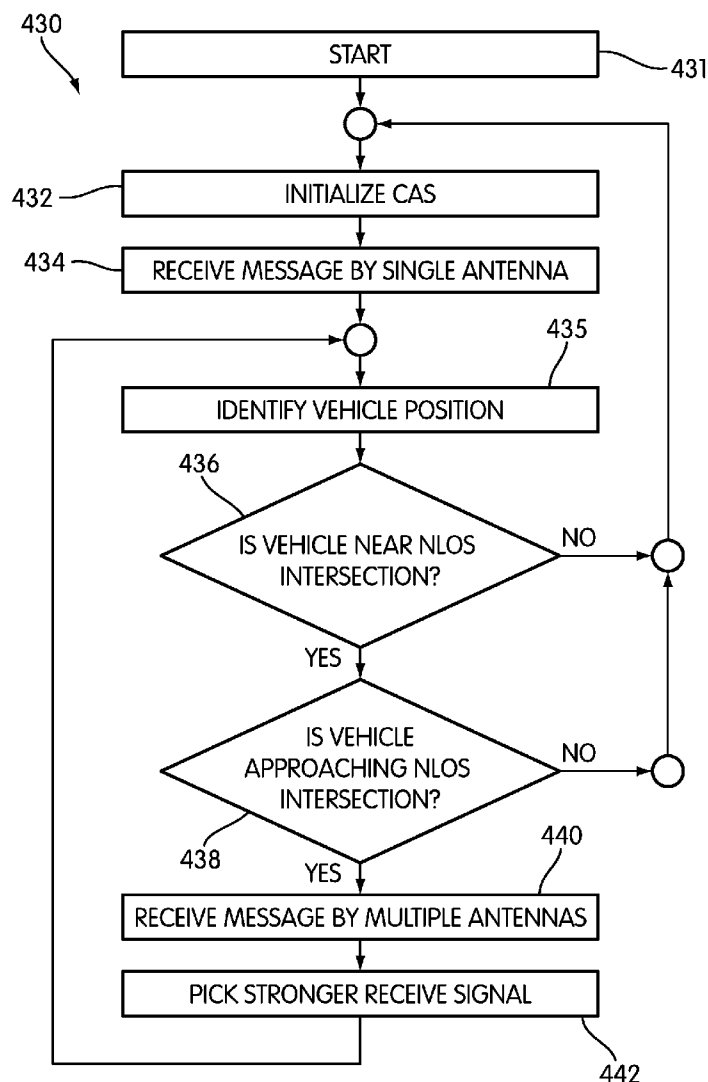 430
START
431
432
INITIALIZE CAS
434
RECEIVE MESSAGE BY SINGLE ANTENNA
435
IDENTIFY VEHICLE POSITION
436
IS VEHICLE NEAR NLOS
INTERSECTION?
NO
YES
IS VEHICLE
APPROACHING NLOS
INTERSECTION?
NO
438
YES
440
RECEIVE MESSAGE BY MULTIPLE ANTENNAS
PICK STRONGER RECEIVE SIGNAL
442